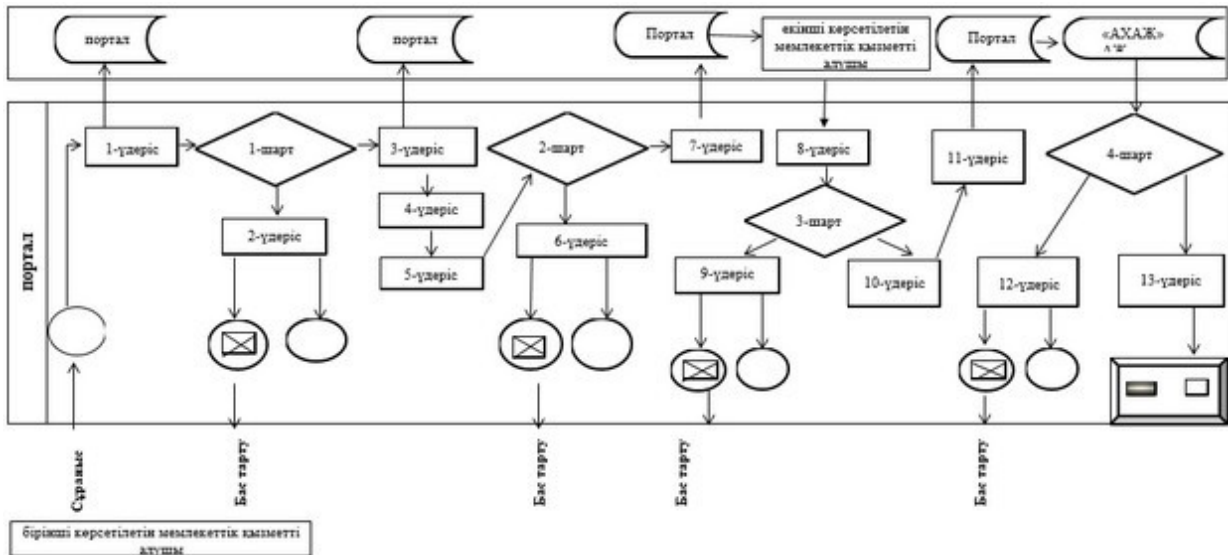 портал
портал
Портал
екінші көрсетілетін
мемлекеттік қызметті
алушы
Портал
«АХАЖ»
1-үдеріс
1-шарт
3-үдеріс
2-шарт
7-үдеріс
8-үдеріс
11-үдеріс
4-шарт
4-үдеріс
3-шарт
2-үдеріс
6-үдеріс
5-үдеріс
9-үдеріс
10-үдеріс
12-үдеріс
13-үдеріс
портал
Сұраныс
Бас тарту
Бас тарту
Бас тарту
Бас тарту
бірінші көрсетілетін мемлекеттік қызметті
алушы